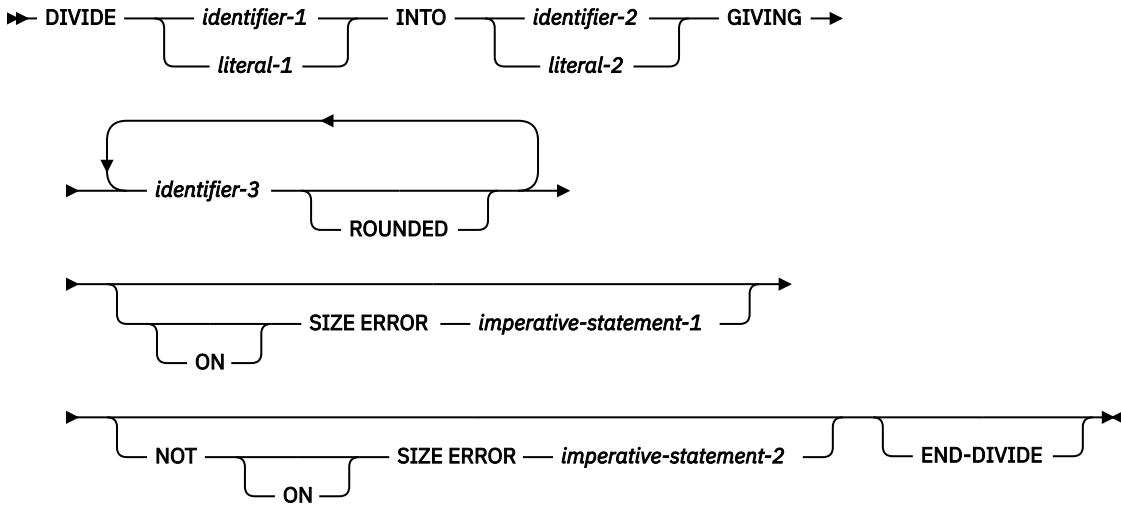 DIVIDE identifier-1 INTO identifier-2 GIVING
literal-1 literal-2
identifier-3
ROUNDED
SIZE ERROR imperative-statement-1
ON
NOT SIZE ERROR imperative-statement-2 END-DIVIDE
ON